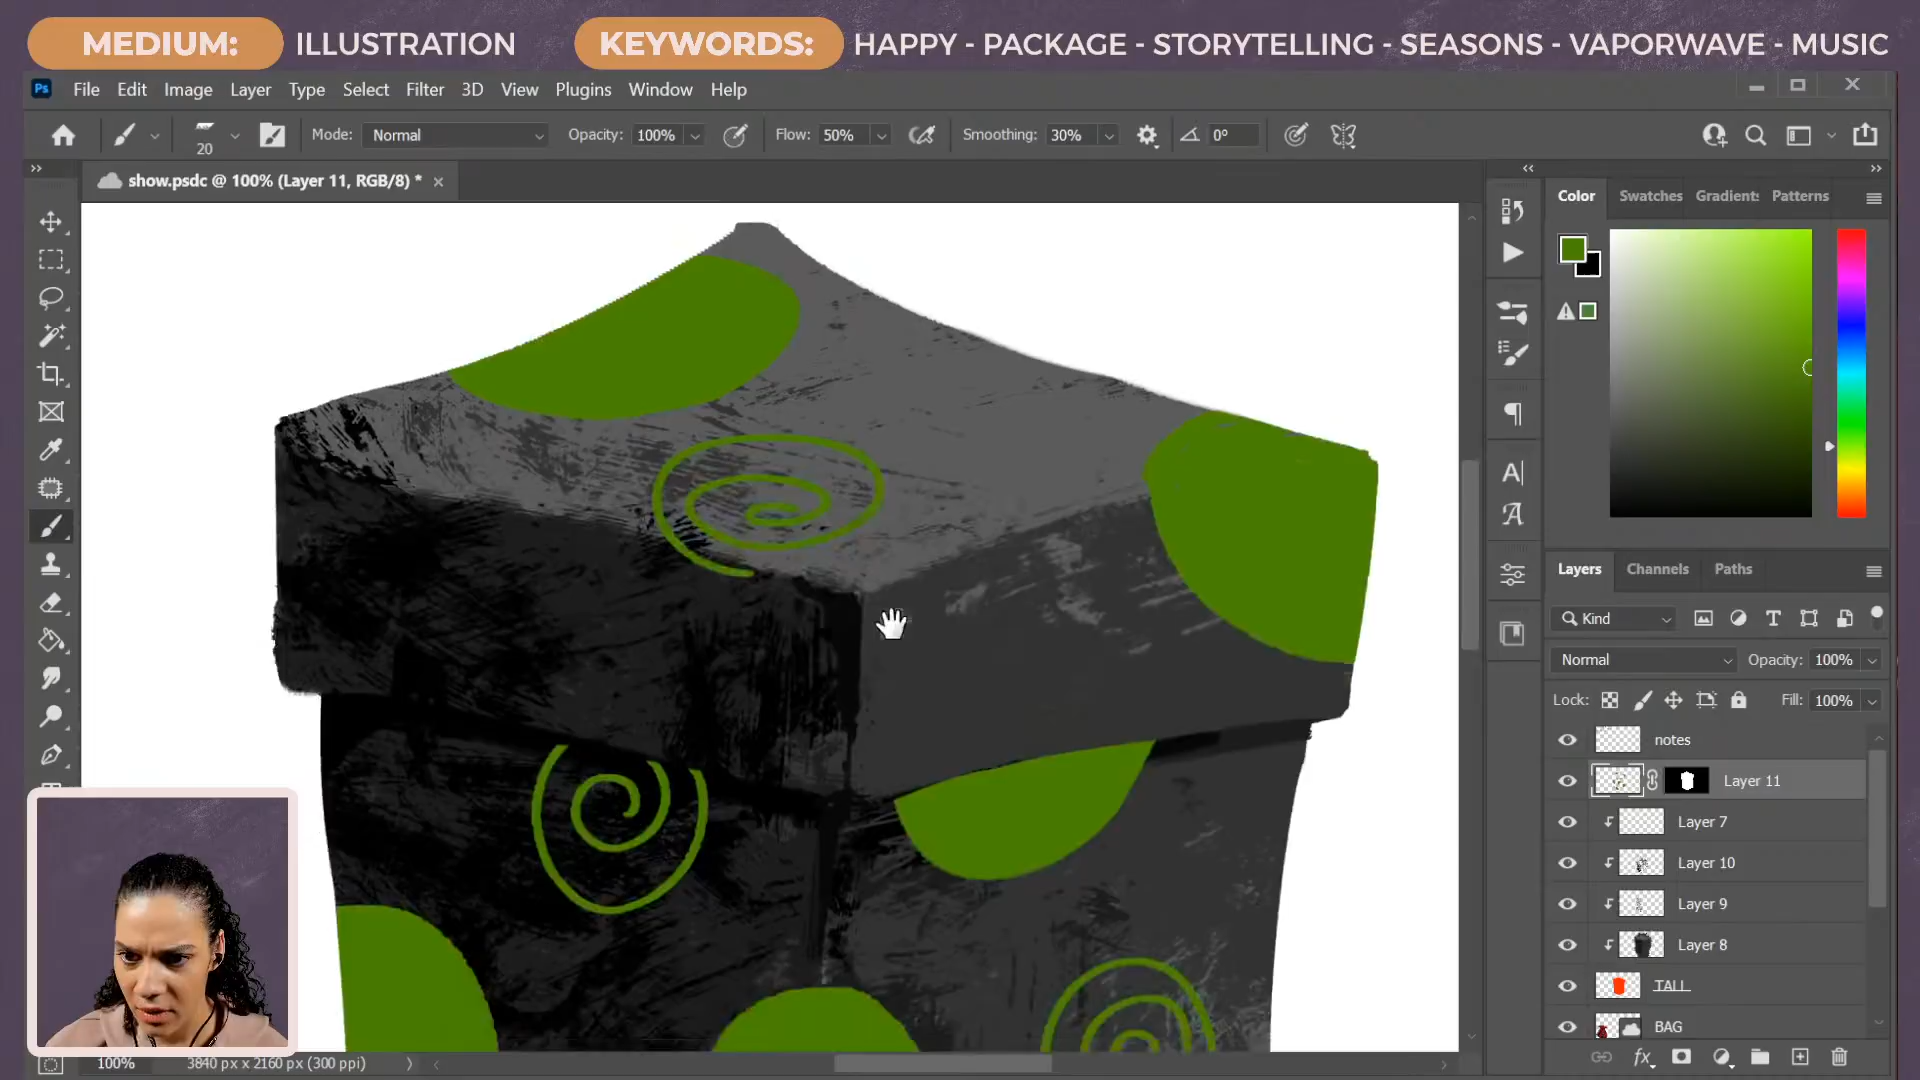 MEDIUM: ILLUSTRATION KEYWORDS: HAPPY - PACKAGE - STORYTELLING - SEASONS - VAPORWAVE - MUSIC
Ps File Edit Image Layer Type Select Filter 3D View Plugins Window Help
20 Mode: Normal Opacity: 100% Flow: 50% Smoothing: 30% 0°
show.psdc @ 100% (Layer 11, RGB/8) *
Color Swatches Gradients Patterns
Layers Channels Paths
Kind
Normal Opacity: 100%
Lock: Fill: 100%
notes
Layer 11
Layer 7
Layer 10
Layer 9
Layer 8
TALL
BAG
100% 3840 px x 2160 px (300 ppi)